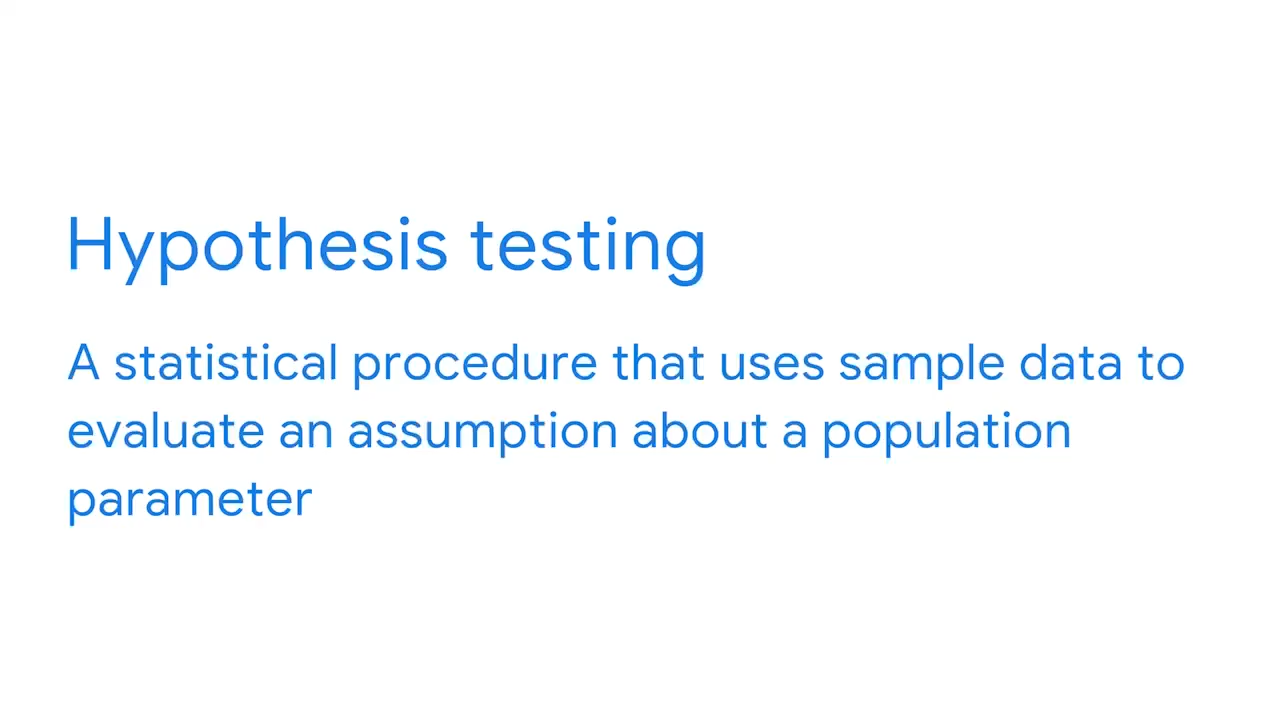 Hypothesis testing
A statistical procedure that uses sample data to
evaluate an assumption about a population
parameter